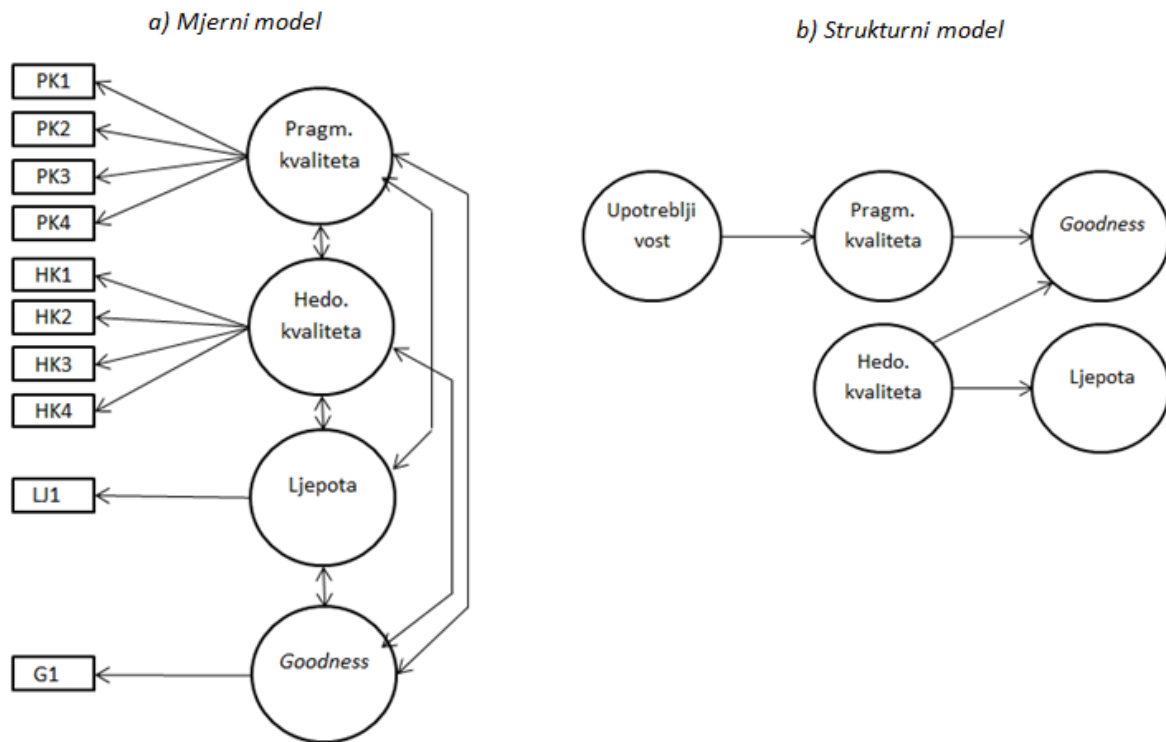 a) Mjerni model
PK1
PK2
PK3
PK4
HK1
HK2
HK3
HK4
LJ1
G1
Pragm.
kvaliteta
Hedo.
kvaliteta
Ljepota
Goodness
b) Strukturni model
Upotreblji
vost
Pragm.
kvaliteta
Goodness
Hedo.
kvaliteta
Ljepota